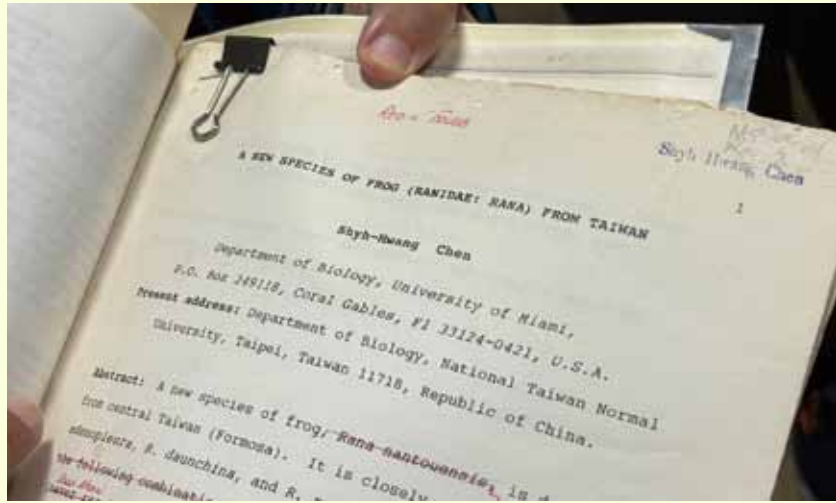 Shyh Hwang Chen
1
A NEW SPECIES OF FROG (RANIDAE: RANA) FROM TAIWAN
Shyh-Hwang Chen
Department of Biology, University of Miami,
P.O. Box 249118, Coral Gables, Fl 33124-0421, U.S.A.
Present address: Department of Biology, National Taiwan Normal
University, Taipei, Taiwan 11718, Republic of China.
Abstract: A new species of frog, Rana nantouensis, is
from central Taiwan (Formosa). It is closely
adenopleura, R. daunchina, and R.
the following